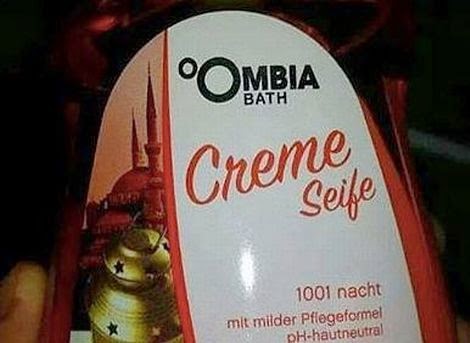 OMBIA
BATH
Creme
Seife
1001 nacht
mit milder Pflegeformel
pH-hautneutral